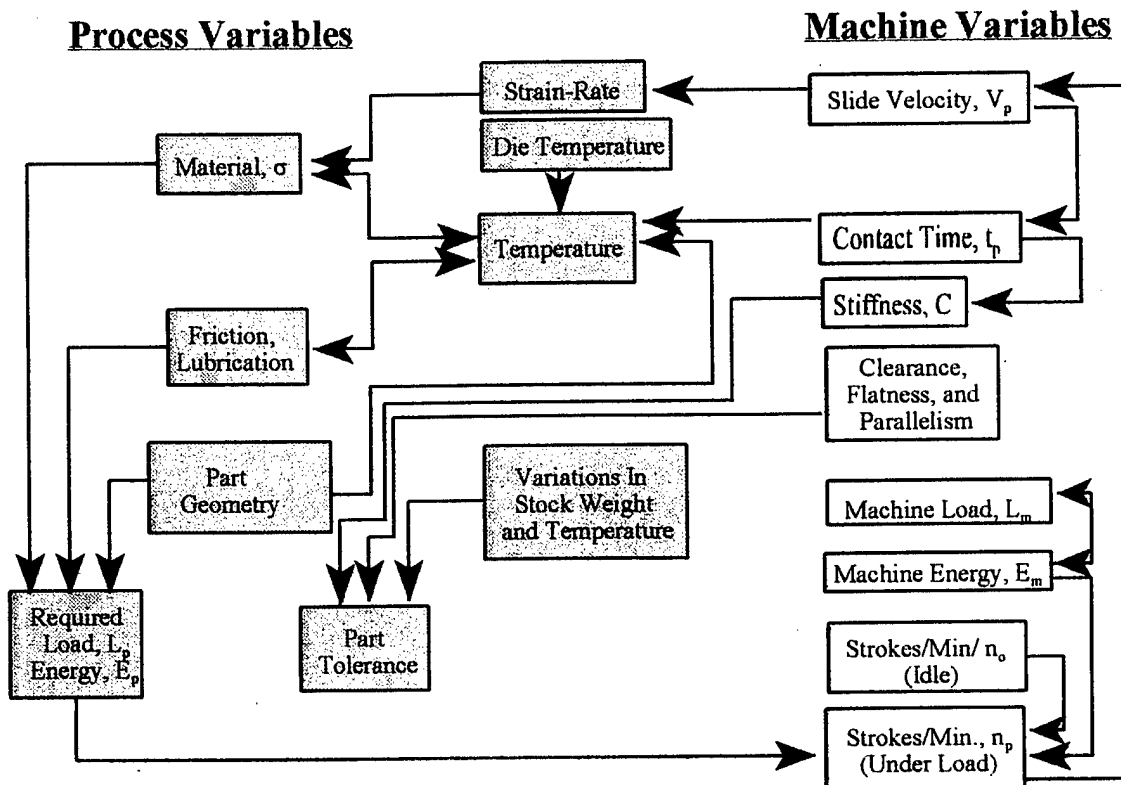 Process Variables
Machine Variables
Strain-Rate
Slide Velocity, Vp
Die Temperature
Material, σ
Temperature
Contact Time, tp
Stiffness, C
Friction,
Lubrication
Clearance,
Flatness, and
Parallelism
Part
Geometry
Variations In
Stock Weight
and Temperature
Machine Load, Lm
Machine Energy, Em
Required
Load, Lp
Energy, Ep
Part
Tolerance
Strokes/Min/ no
(Idle)
Strokes/Min., np
(Under Load)